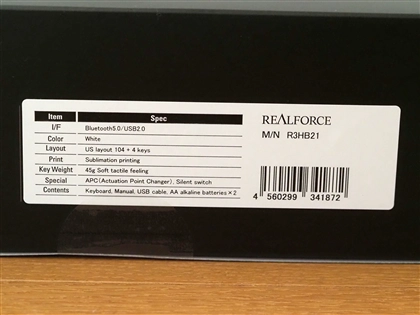 Item Spec
I/F Bluetooth5.0/USB2.0
Color White
Layout US layout 104 + 4 keys
Print Sublimation printing
Key Weight 45g Soft tactile feeling
Special APC(Actuation Point Changer), Silent switch
Contents Keyboard, Manual, USB cable, AA alkaline batteries×2
REALFORCE
M/N R3HB21
4 560299 341872